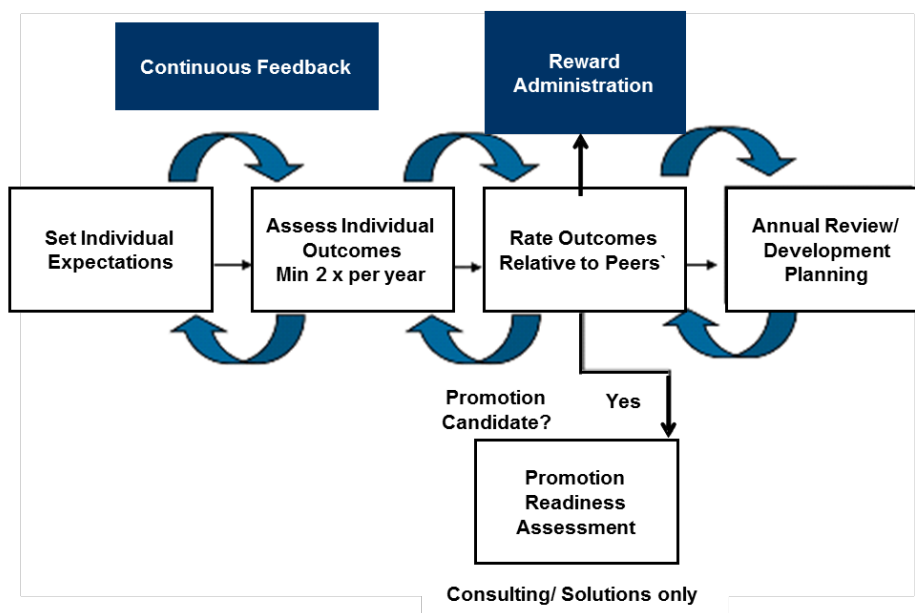 Continuous Feedback
Reward
Administration
Set Individual
Expectations
Assess Individual
Outcomes
Min 2 x per year
Rate Outcomes
Relative to Peers`
Annual Review/
Development
Planning
Promotion
Candidate?
Yes
Promotion
Readiness
Assessment
Consulting/ Solutions only